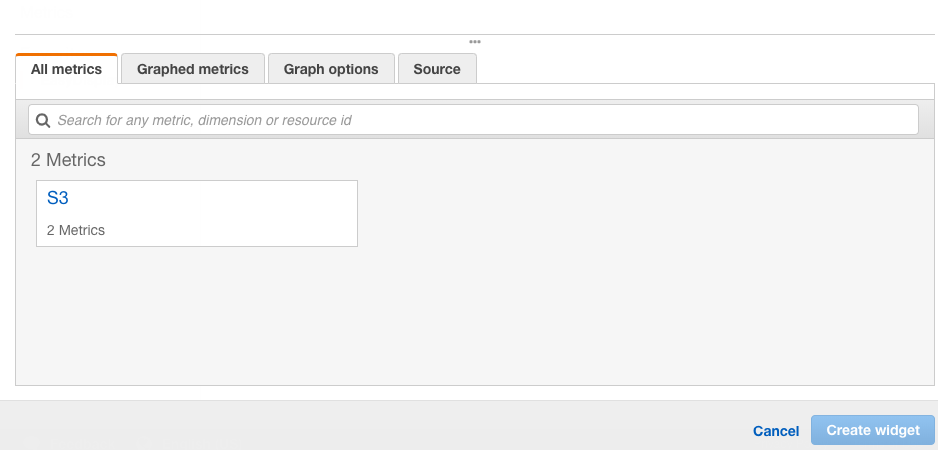 All metrics Graphed metrics Graph options Source
Search for any metric, dimension or resource id
2 Metrics
S3
2 Metrics
Cancel Create widget